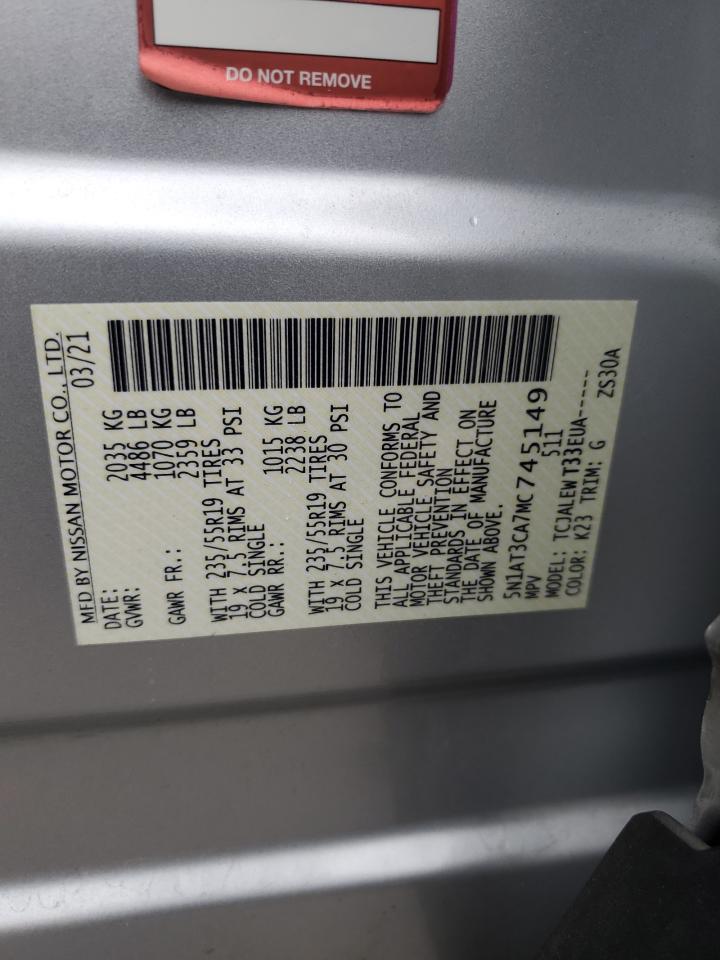 DO NOT REMOVE
MFD BY NISSAN MOTOR CO., LTD.
DATE: 03/21
GVWR: 2035 KG
4486 LB
GAWR FR.: 1070 KG
2359 LB
WITH 235/55R19 TIRES
19 X 7.5 RIMS AT 33 PSI
COLD SINGLE
GAWR RR.: 1015 KG
2238 LB
WITH 235/55R19 TIRES
19 X 7.5 RIMS AT 30 PSI
COLD SINGLE
THIS VEHICLE CONFORMS TO
ALL APPLICABLE FEDERAL
MOTOR VEHICLE SAFETY AND
THEFT PREVENTION
STANDARDS IN EFFECT ON
THE DATE OF MANUFACTURE
SHOWN ABOVE.
5N1AT3CA7MC745149
MPV 511
MODEL: TCJALEWT33EUA-----
COLOR: K23 TRIM: G ZS30A